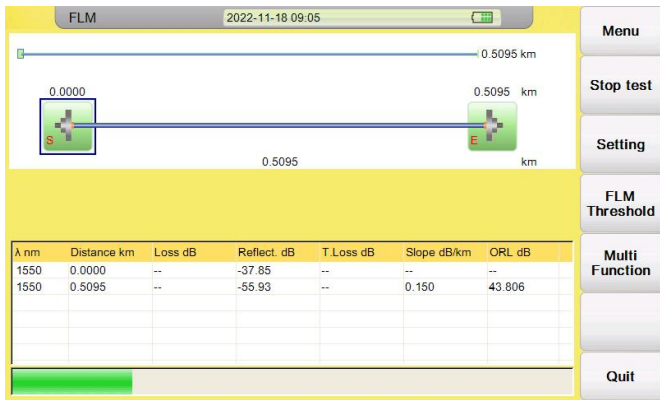 FLM 2022-11-18 09:05
0.5095 km
0.0000 0.5095 km
S E
0.5095 km
λ nm Distance km Loss dB Reflect. dB T.Loss dB Slope dB/km ORL dB
1550 0.0000 -- -37.85 -- -- --
1550 0.5095 -- -55.93 -- 0.150 43.806
Menu
Stop test
Setting
FLM
Threshold
Multi
Function
Quit